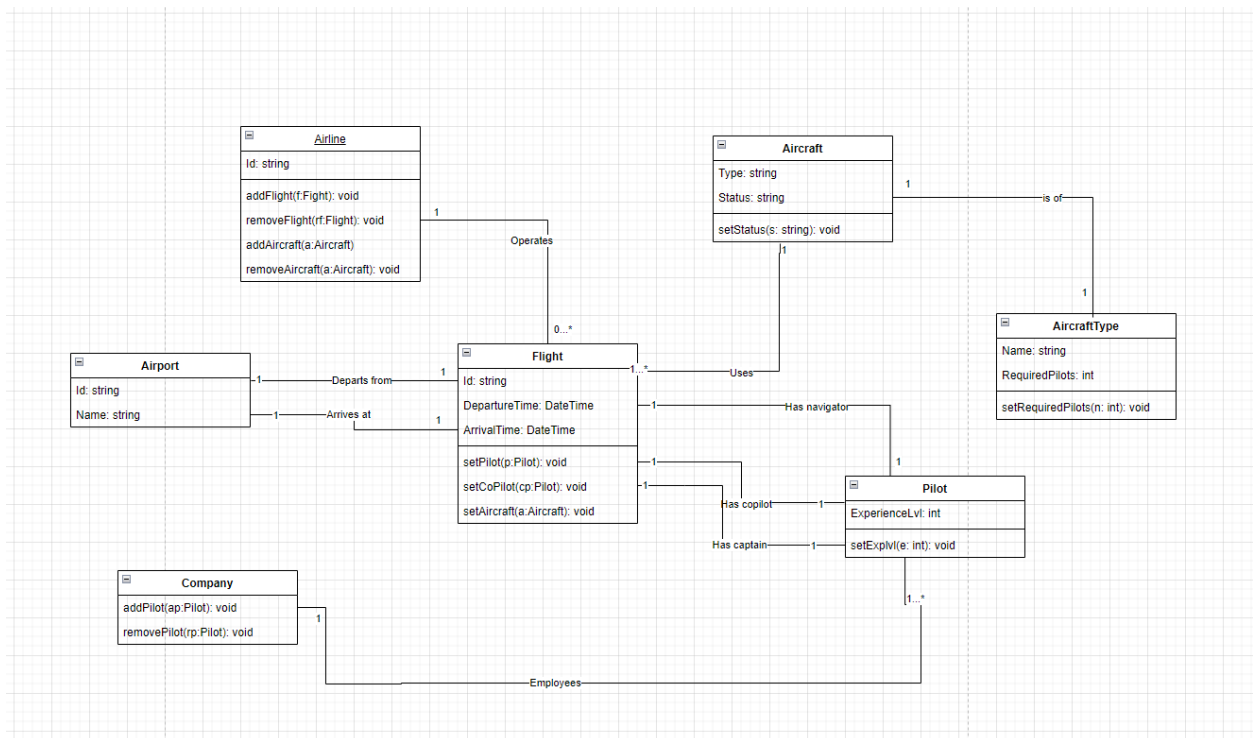 Airline
Id: string
addFlight(f:Fight): void
removeFlight(rf:Flight): void
addAircraft(a:Aircraft)
removeAircraft(a:Aircraft): void
1
Operates
0...*
Aircraft
Type: string
Status: string
setStatus(s: string): void
1
is of
1
1
AircraftType
Name: string
RequiredPilots: int
setRequiredPilots(n: int): void
Airport
Id: string
Name: string
1
Departs from
1
1
Arrives at
1
Flight
Id: string
DepartureTime: DateTime
ArrivalTime: DateTime
setPilot(p:Pilot): void
setCoPilot(cp:Pilot): void
setAircraft(a:Aircraft): void
1...*
Uses
1
Has navigator
1
1
Has copilot
1
1
Has captain
1
Pilot
ExperienceLvl: int
setExplvl(e: int): void
1...*
Company
addPilot(ap:Pilot): void
removePilot(rp:Pilot): void
1
Employees